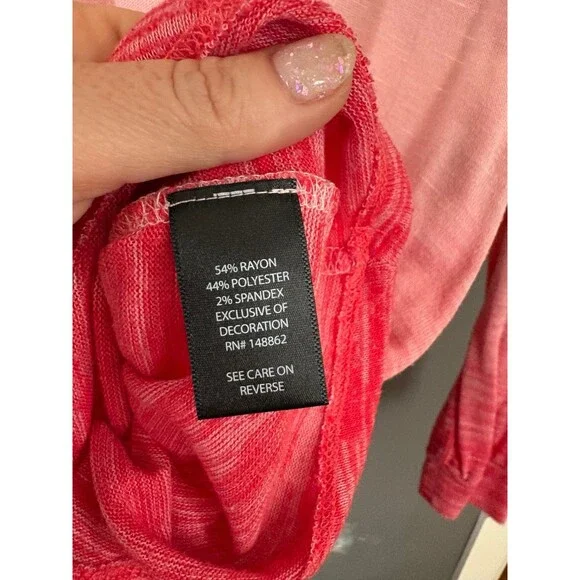 54% RAYON
44% POLYESTER
2% SPANDEX
EXCLUSIVE OF
DECORATION
RN# 148862
SEE CARE ON
REVERSE